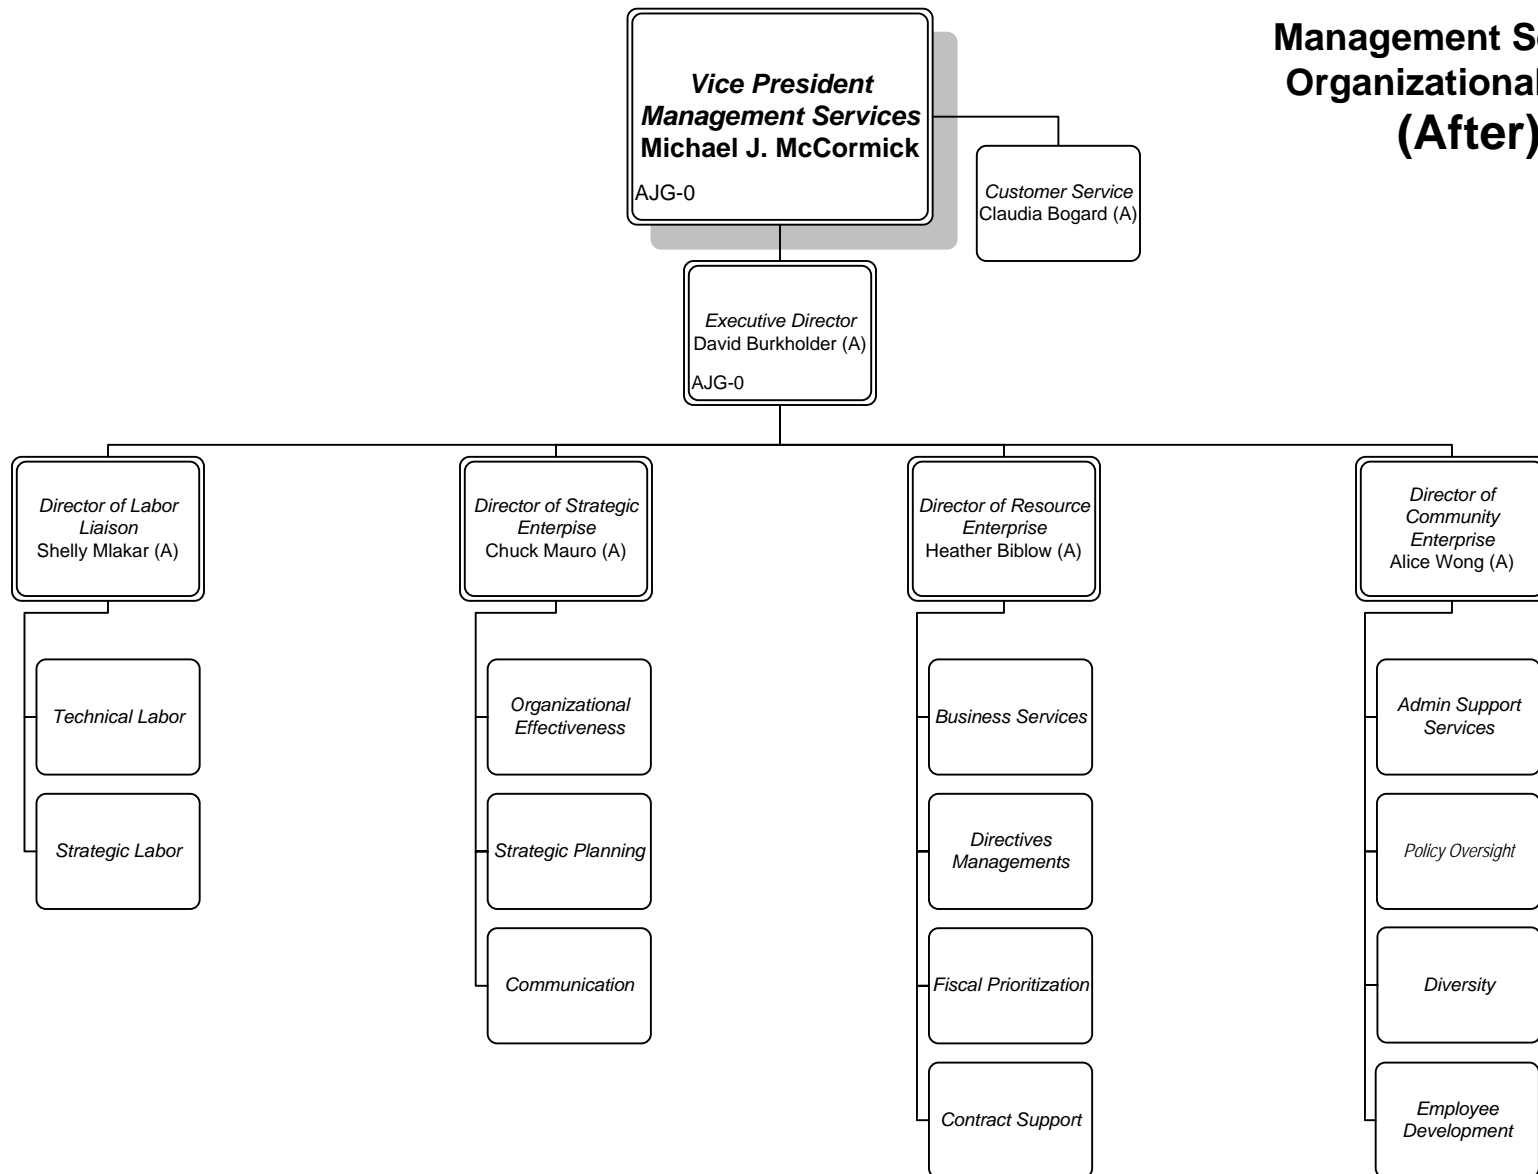 Management
Organizational
(After)
Vice President
Management Services
Michael J. McCormick
AJG-0
Customer Service
Claudia Bogard (A)
Executive Director
David Burkholder (A)
AJG-0
Director of Labor
Liaison
Shelly Mlakar (A)
Director of Strategic
Enterpise
Chuck Mauro (A)
Director of Resource
Enterprise
Heather Biblow (A)
Director of
Community
Enterprise
Alice Wong (A)
Technical Labor
Strategic Labor
Organizational
Effectiveness
Strategic Planning
Communication
Business Services
Directives
Managements
Fiscal Prioritization
Contract Support
Admin Support
Services
Policy Oversight
Diversity
Employee
Development